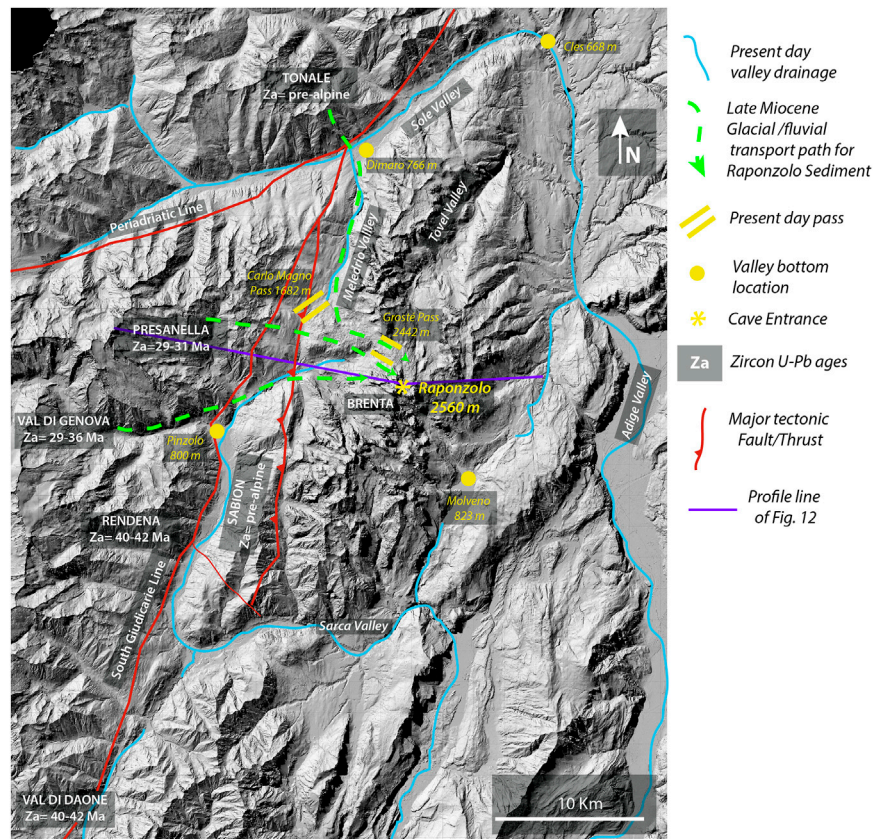 Cles 668 m
TONALE
Za= pre-alpine
Sole Valley
N
Dimaro 766 m
Periadriatic Line
Tovel Valley
Meledrio Valley
Carlo Magno
Pass 1682 m
Grostè Pass
2442 m
PRESANELLA
Za=29-31 Ma
Raponzolo
2560 m
BRENTA
Adige Valley
VAL DI GENOVA
Za= 29-36 Ma
Pinzolo
800 m
Molveno
823 m
SABION
Za= pre-alpine
RENDENA
Za= 40-42 Ma
South Giudicarie Line
Sarca Valley
VAL DI DAONE
Za= 40-42 Ma
10 Km
Present day
valley drainage
Late Miocene
Glacial /fluvial
transport path for
Raponzolo Sediment
Present day pass
Valley bottom
location
Cave Entrance
Za
Zircon U-Pb ages
Major tectonic
Fault/Thrust
Profile line
of Fig. 12